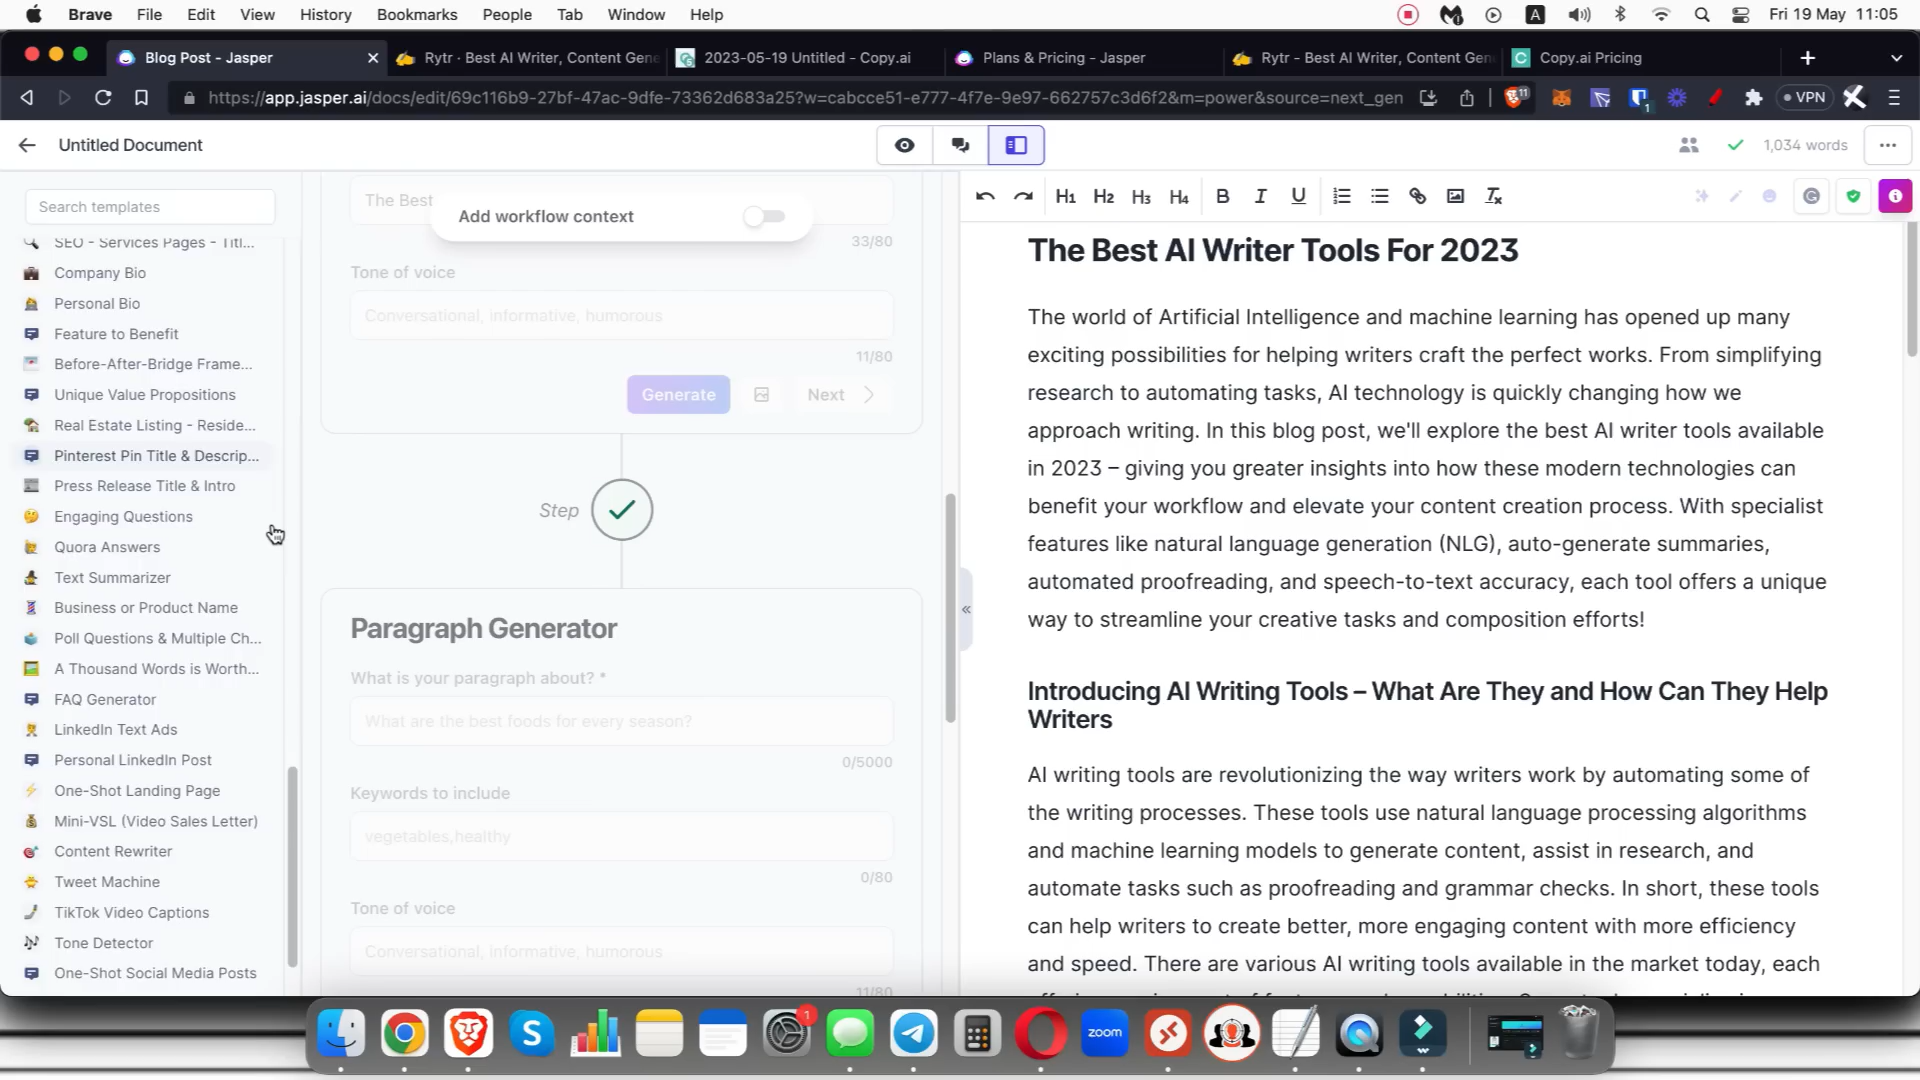 Brave File Edit View History Bookmarks People Tab Window Help
A Fri 19 May 11:05
Blog Post - Jasper
Rytr · Best AI Writer, Content Gene
2023-05-19 Untitled - Copy.ai
Plans & Pricing - Jasper
Rytr - Best AI Writer, Content Gen
Copy.ai Pricing
https://app.jasper.ai/docs/edit/69c116b9-27bf-47ac-9dfe-73362d683a25?w=cabcce51-e777-4f7e-9e97-662757c3d6f2&m=power&source=next_gen
11
1
VPN
Untitled Document
1,034 words
Search templates
SEO - Services Pages - Titl...
Company Bio
Personal Bio
Feature to Benefit
Before-After-Bridge Frame...
Unique Value Propositions
Real Estate Listing - Reside...
Pinterest Pin Title & Descrip...
Press Release Title & Intro
Engaging Questions
Quora Answers
Text Summarizer
Business or Product Name
Poll Questions & Multiple Ch...
A Thousand Words is Worth...
FAQ Generator
LinkedIn Text Ads
Personal LinkedIn Post
One-Shot Landing Page
Mini-VSL (Video Sales Letter)
Content Rewriter
Tweet Machine
TikTok Video Captions
Tone Detector
One-Shot Social Media Posts
The Best
Add workflow context
33/80
Tone of voice
Conversational, informative, humorous
11/80
Generate
Next
Step
Paragraph Generator
What is your paragraph about? *
What are the best foods for every season?
0/5000
Keywords to include
vegetables,healthy
0/80
Tone of voice
Conversational, informative, humorous
11/80
H1 H2 H3 H4 B I U
The Best AI Writer Tools For 2023
The world of Artificial Intelligence and machine learning has opened up many
exciting possibilities for helping writers craft the perfect works. From simplifying
research to automating tasks, AI technology is quickly changing how we
approach writing. In this blog post, we'll explore the best AI writer tools available
in 2023 – giving you greater insights into how these modern technologies can
benefit your workflow and elevate your content creation process. With specialist
features like natural language generation (NLG), auto-generate summaries,
automated proofreading, and speech-to-text accuracy, each tool offers a unique
way to streamline your creative tasks and composition efforts!
Introducing AI Writing Tools – What Are They and How Can They Help
Writers
AI writing tools are revolutionizing the way writers work by automating some of
the writing processes. These tools use natural language processing algorithms
and machine learning models to generate content, assist in research, and
automate tasks such as proofreading and grammar checks. In short, these tools
can help writers to create better, more engaging content with more efficiency
and speed. There are various AI writing tools available in the market today, each
1
zoom